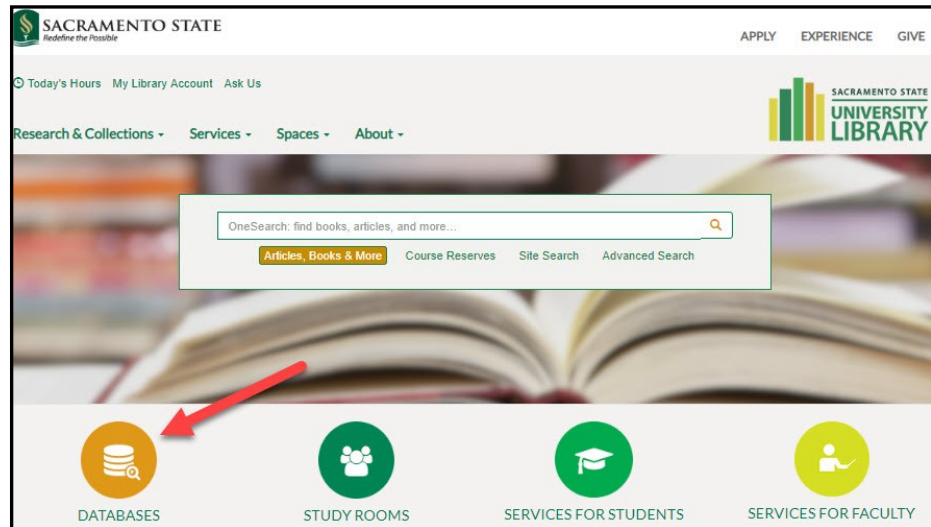 SACRAMENTO STATE
Redefine the Possible
APPLY EXPERIENCE GIVE
Today's Hours My Library Account Ask Us
SACRAMENTO STATE
UNIVERSITY
LIBRARY
Research & Collections Services Spaces About
OneSearch: find books, articles, and more...
Articles, Books & More Course Reserves Site Search Advanced Search
DATABASES STUDY ROOMS SERVICES FOR STUDENTS SERVICES FOR FACULTY